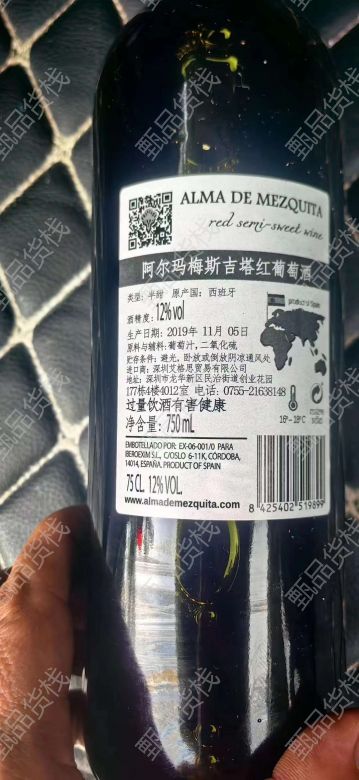 ALMA DE MEZQUITA
red semi-sweet wine
阿尔玛梅斯吉塔红葡萄酒
类型：半甜 原产国：西班牙
酒精度：12%vol
生产日期：2019年 11月 05日
原料与辅料：葡萄汁，二氧化硫
贮存条件：避光，卧放或倒放阴凉通风处
进口商：深圳艾格思贸易有限公司
地址：深圳市龙华新区民治街道创业花园
177栋4楼4012室 电话：0755-21638148
过量饮酒有害健康
净含量：750mL
product of Spain
16°-18°C
EMBOTELLADO POR: EX-06-001/0 PARA
BEROEXIM S.L., C/OSLO 6-11K, CÓRDOBA,
14014, ESPAÑA. PRODUCT OF SPAIN
75 CL. 12% VOL.
www.almademezquita.com
8 425402 519899
甄品货栈